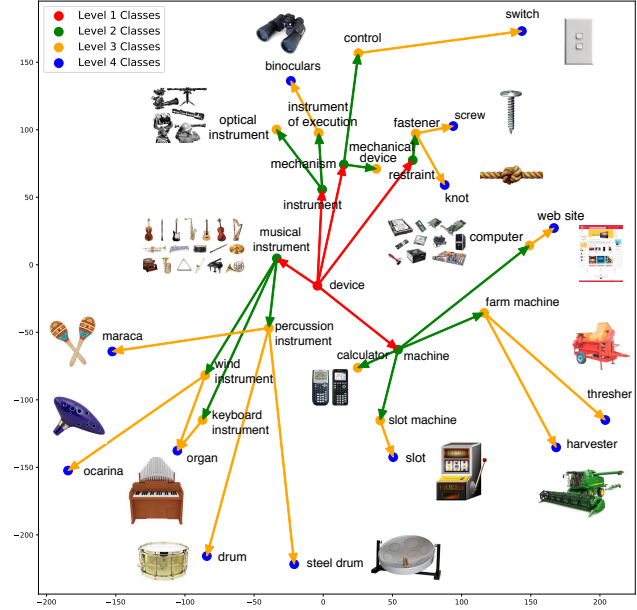 Level 1 Classes
Level 2 Classes
Level 3 Classes
Level 4 Classes
switch
control
binoculars
instrument
of execution
optical
instrument
fastener
screw
mechanical
device
mechanism
restraint
knot
instrument
musical
instrument
computer
web site
device
farm machine
percussion
instrument
maraca
calculator
machine
wind
instrument
thresher
keyboard
instrument
slot machine
harvester
organ
slot
ocarina
drum
steel drum
150
100
50
0
−50
−100
−150
−200
−200
−150
−100
−50
0
50
100
150
200